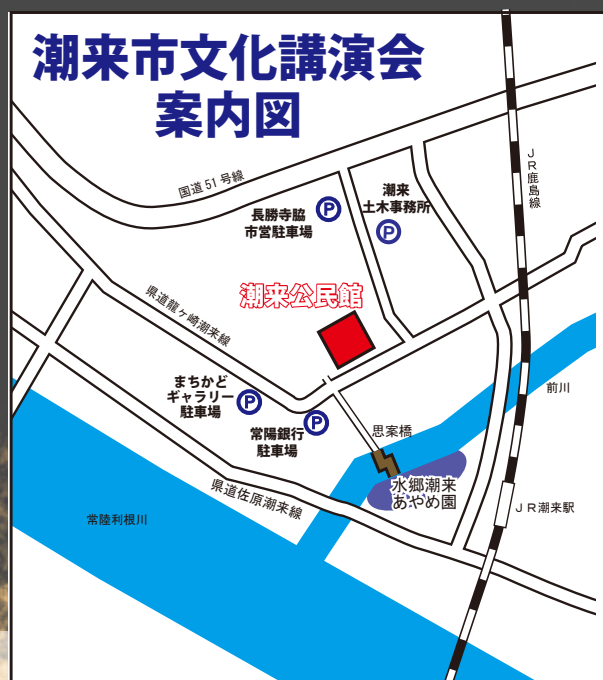 潮来市文化講演会
案内図
国道51号線
JR鹿島線
長勝寺脇
市営駐車場
P
潮来
土木事務所
P
潮来公民館
県道龍ヶ崎潮来線
まちかど
ギャラリー
駐車場
P
常陽銀行
駐車場
P
思案橋
前川
水郷潮来
あやめ園
県道佐原潮来線
JR潮来駅
常陸利根川